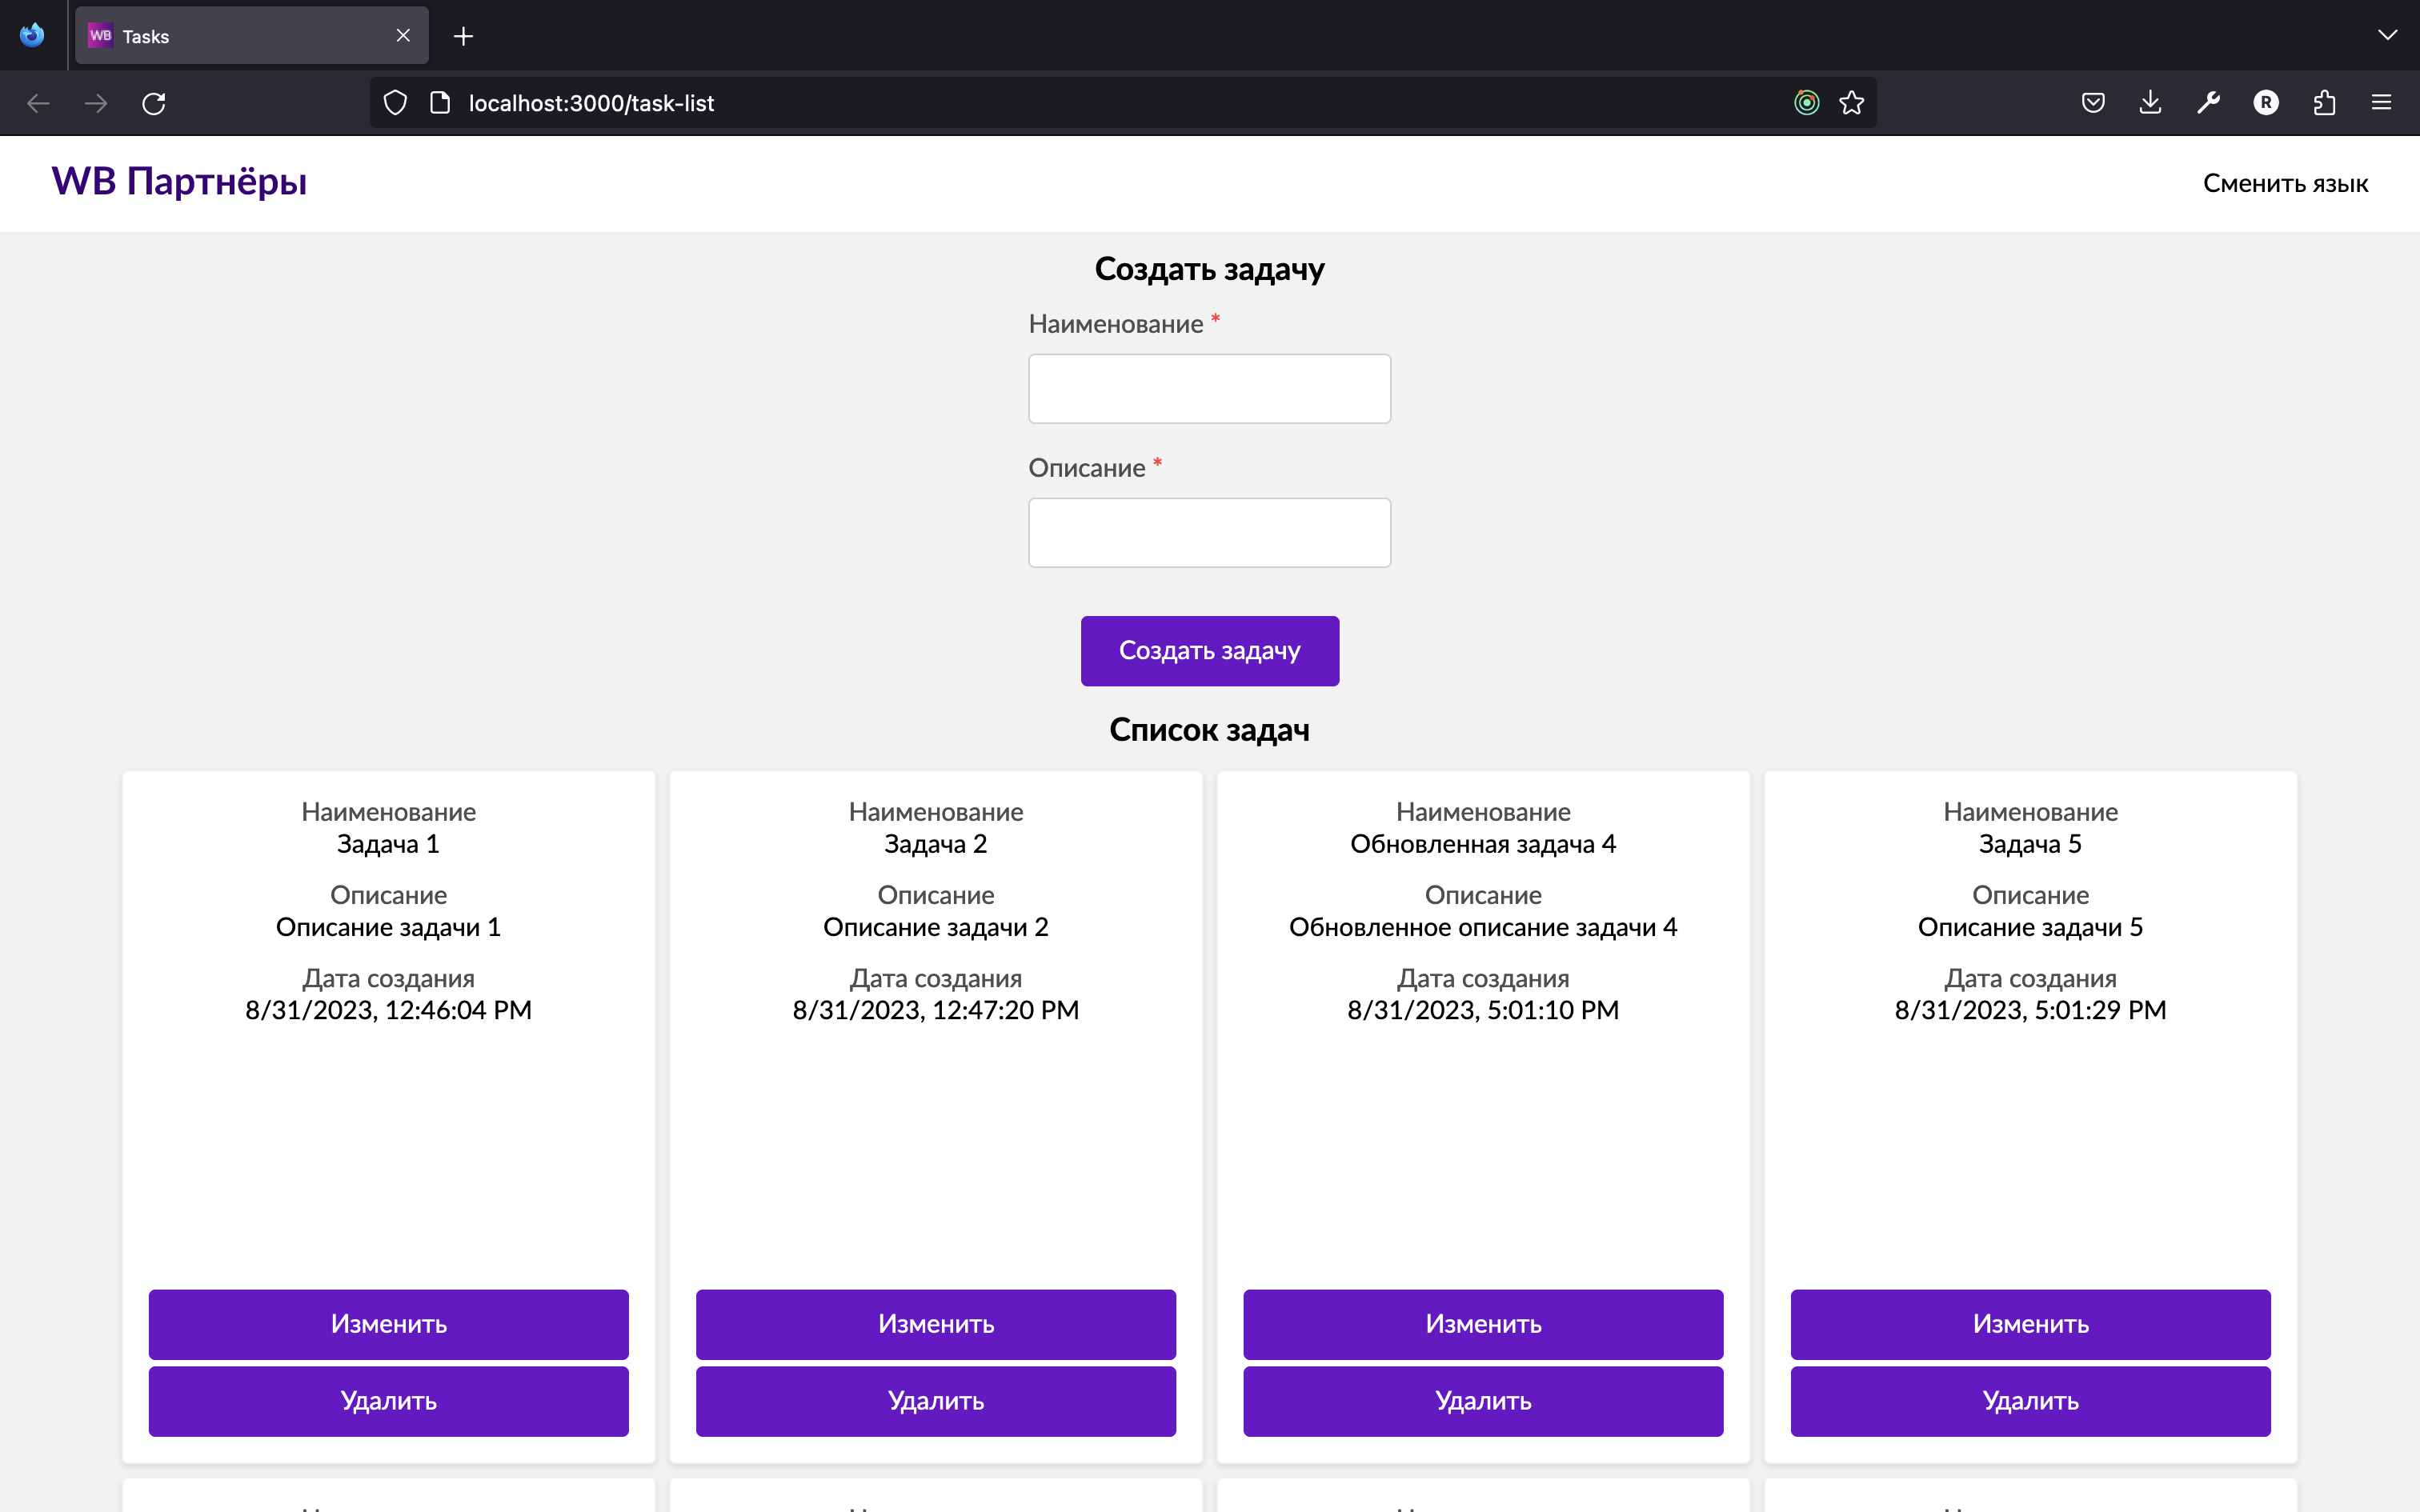 WB Tasks
localhost:3000/task-list
R
WB Партнёры
Сменить язык
Создать задачу
Наименование *
Описание *
Создать задачу
Список задач
Наименование
Задача 1
Описание
Описание задачи 1
Дата создания
8/31/2023, 12:46:04 PM
Изменить
Удалить
Наименование
Задача 2
Описание
Описание задачи 2
Дата создания
8/31/2023, 12:47:20 PM
Изменить
Удалить
Наименование
Обновленная задача 4
Описание
Обновленное описание задачи 4
Дата создания
8/31/2023, 5:01:10 PM
Изменить
Удалить
Наименование
Задача 5
Описание
Описание задачи 5
Дата создания
8/31/2023, 5:01:29 PM
Изменить
Удалить